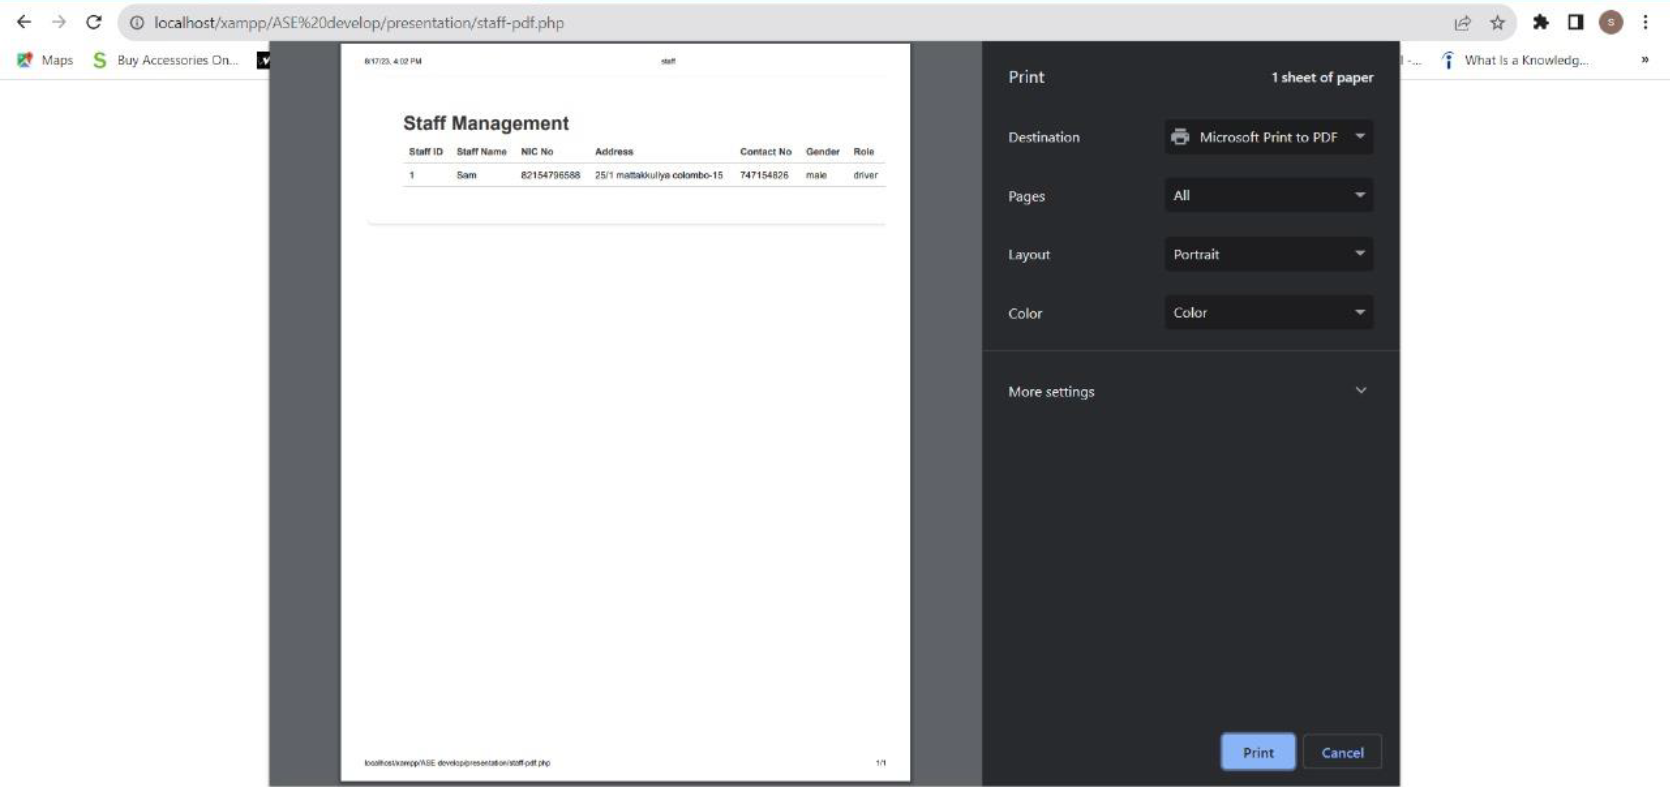 localhost/xampp/ASE%20develop/presentation/staff-pdf.php
S
Maps
S Buy Accessories On...
What Is a Knowledg...
»
8/17/23, 4:02 PM
staff
Staff Management
Staff ID Staff Name NIC No Address Contact No Gender Role
1 Sam 82154796588 25/1 mattakkuliya colombo-15 747154826 male driver
localhost/xampp/ASE develop/presentation/staff-pdf.php
1/1
Print
1 sheet of paper
Destination
Microsoft Print to PDF
Pages
All
Layout
Portrait
Color
Color
More settings
Print
Cancel